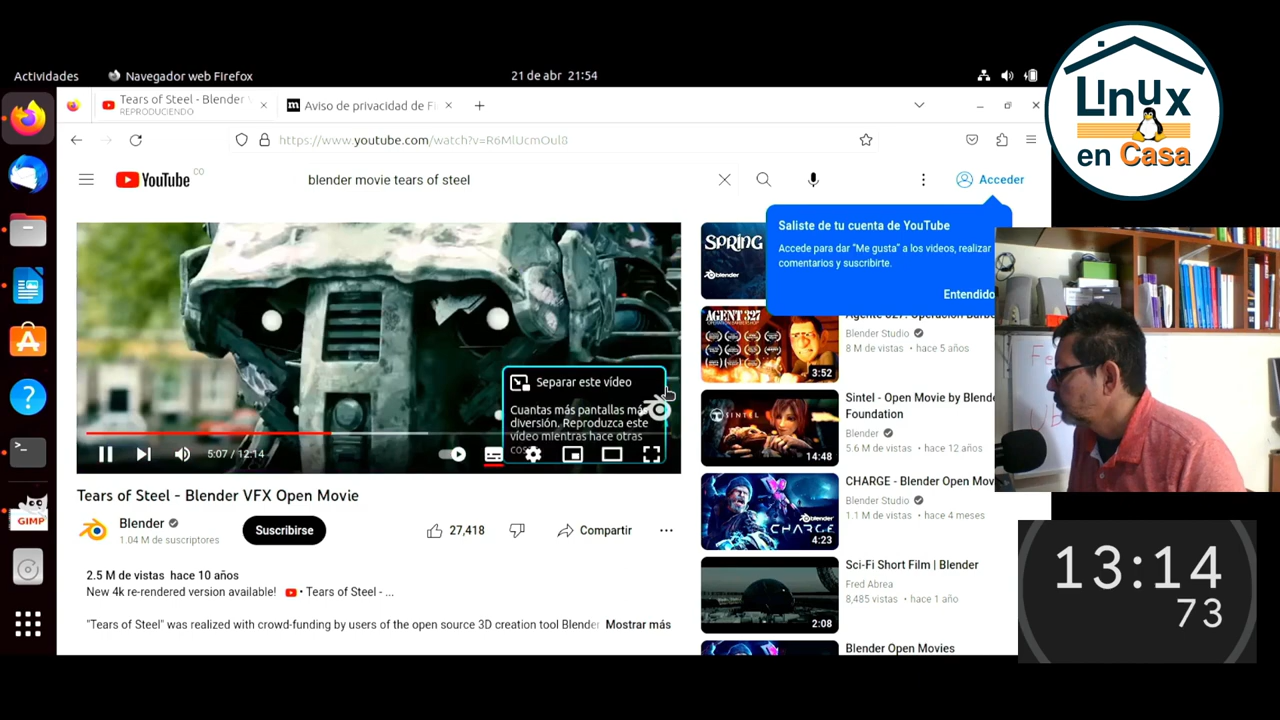 Actividades
Navegador web Firefox
21 de abr 21:54
Tears of Steel - Blender
REPRODUCIENDO
Aviso de privacidad de Fi
https://www.youtube.com/watch?v=R6MlUcmOul8
YouTube CO
blender movie tears of steel
Acceder
Saliste de tu cuenta de YouTube
Accede para dar "Me gusta" a los videos, realizar
comentarios y suscribirte.
Entendido
Separar este vídeo
Cuantas más pantallas más
diversión. Reproduzca este
vídeo mientras hace otras
5:07 / 12:14
Tears of Steel - Blender VFX Open Movie
Blender
1.04 M de suscriptores
Suscribirse
27,418
Compartir
2.5 M de vistas hace 10 años
New 4k re-rendered version available! • Tears of Steel - ...
"Tears of Steel" was realized with crowd-funding by users of the open source 3D creation tool Blender
Mostrar más
SPRING
blender
AGENT 327
3:52
Blender Studio
8 M de vistas • hace 5 años
SINTEL
14:48
Sintel - Open Movie by Blender
Foundation
Blender
5.6 M de vistas • hace 12 años
blender
CHARGE
4:23
CHARGE - Blender Open Mov
Blender Studio
1.1 M de vistas • hace 4 meses
2:08
Sci-Fi Short Film | Blender
Fred Abrea
8,485 vistas • hace 1 año
Blender Open Movies
GIMP
Linux
en Casa
13:14
73